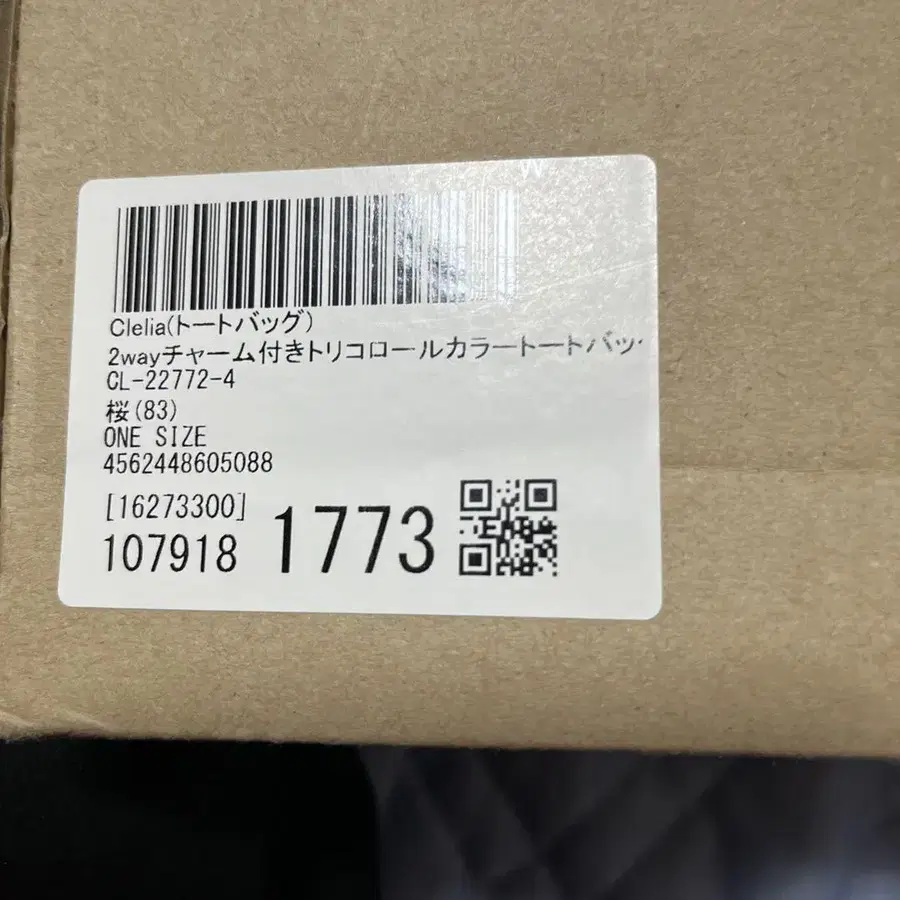 Clelia(トートバッグ)
2wayチャーム付きトリコロールカラートートバッ
CL-22772-4
桜(83)
ONE SIZE
4562448605088
[16273300]
107918 1773